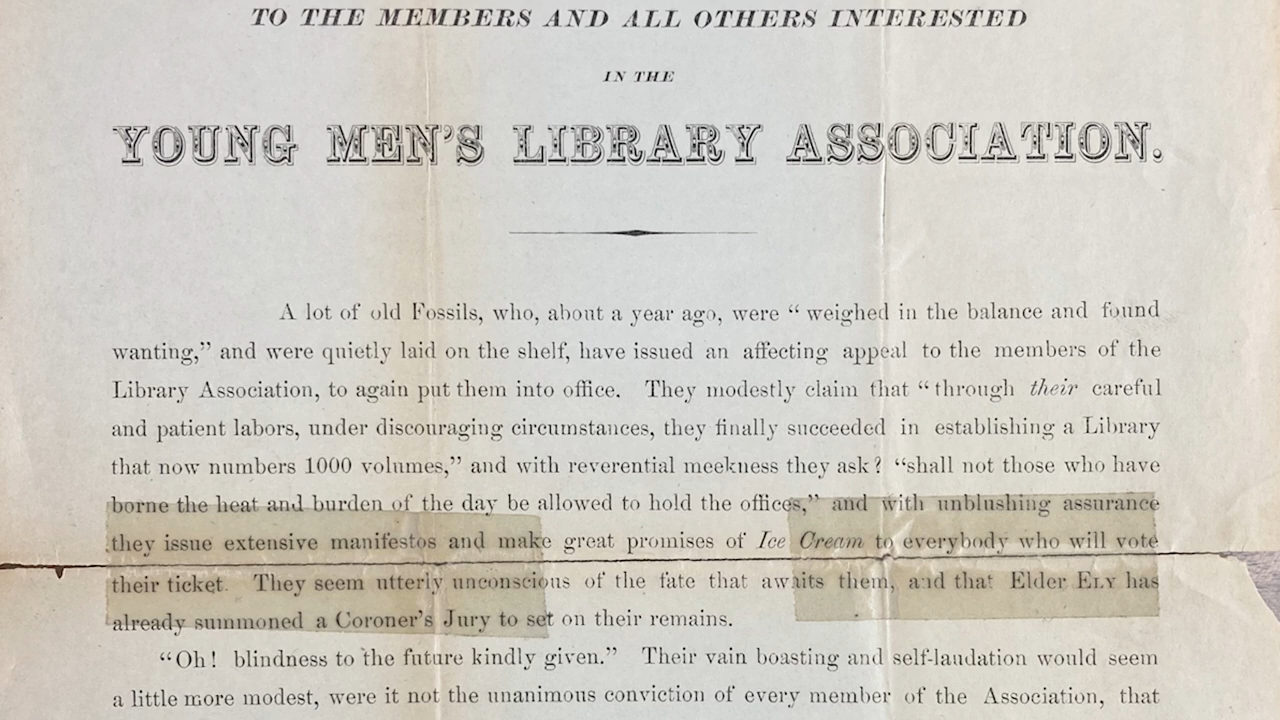 TO THE MEMBERS AND ALL OTHERS INTERESTED
IN THE
YOUNG MEN'S LIBRARY ASSOCIATION.
A lot of old Fossils, who, about a year ago, were “ weighed in the balance and found
wanting,” and were quietly laid on the shelf, have issued an affecting appeal to the members of the
Library Association, to again put them into office. They modestly claim that “ through their careful
and patient labors, under discouraging circumstances, they finally succeeded in establishing a Library
that now numbers 1000 volumes,” and with reverential meekness they ask? “shall not those who have
borne the heat and burden of the day be allowed to hold the offices,” and with unblushing assurance
they issue extensive manifestos and make great promises of Ice Cream to everybody who will vote
their ticket. They seem utterly unconscious of the fate that awaits them, and that Elder ELY has
already summoned a Coroner's Jury to set on their remains.
“Oh! blindness to the future kindly given.” Their vain boasting and self-laudation would seem
a little more modest, were it not the unanimous conviction of every member of the Association, that